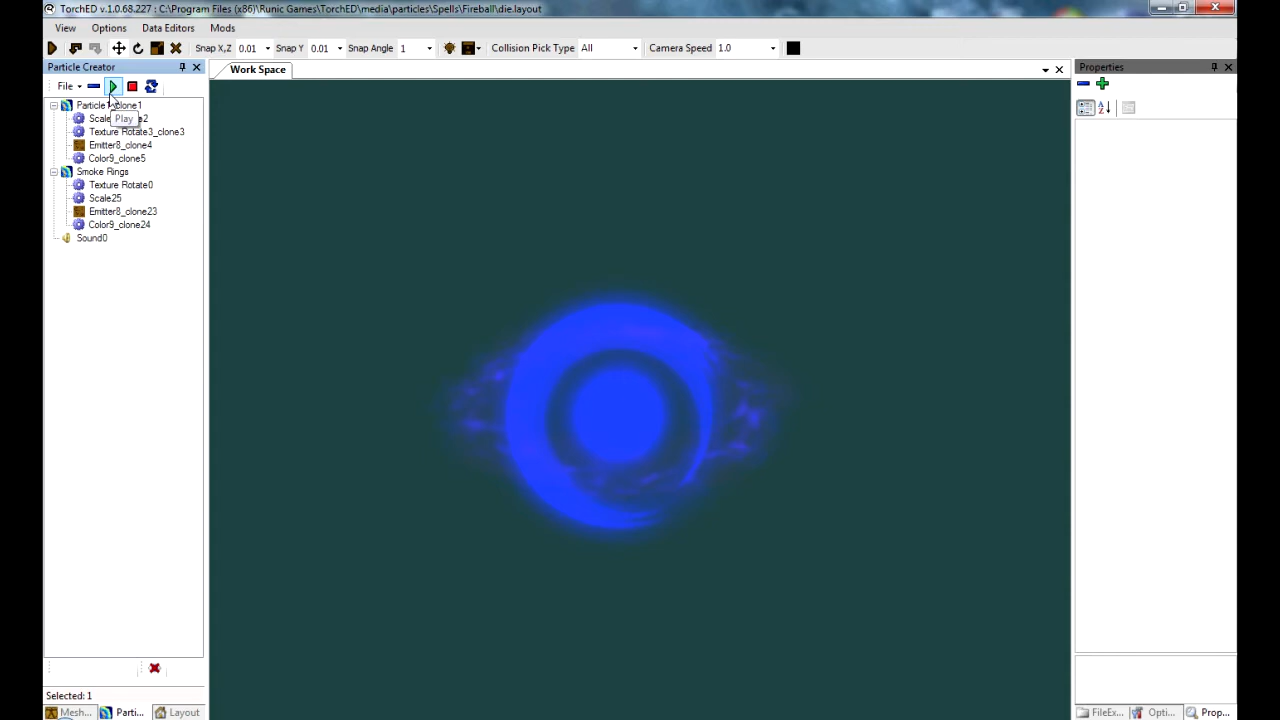 TorchED v.1.0.68.227 : C:\Program Files (x86)\Runic Games\TorchED\media\particles\Spells\Fireball\die.layout
View Options Data Editors Mods
Snap X,Z 0.01 Snap Y 0.01 Snap Angle 1 Collision Pick Type All Camera Speed 1.0
Particle Creator
Work Space
Properties
File
Play
Texture Rotate3_clone3
Emitter8_clone4
Color9_clone5
Smoke Rings
Texture Rotate0
Scale25
Emitter8_clone23
Color9_clone24
Sound0
Selected: 1
Mesh... Parti... Layout
FileEx... Opti... Prop...